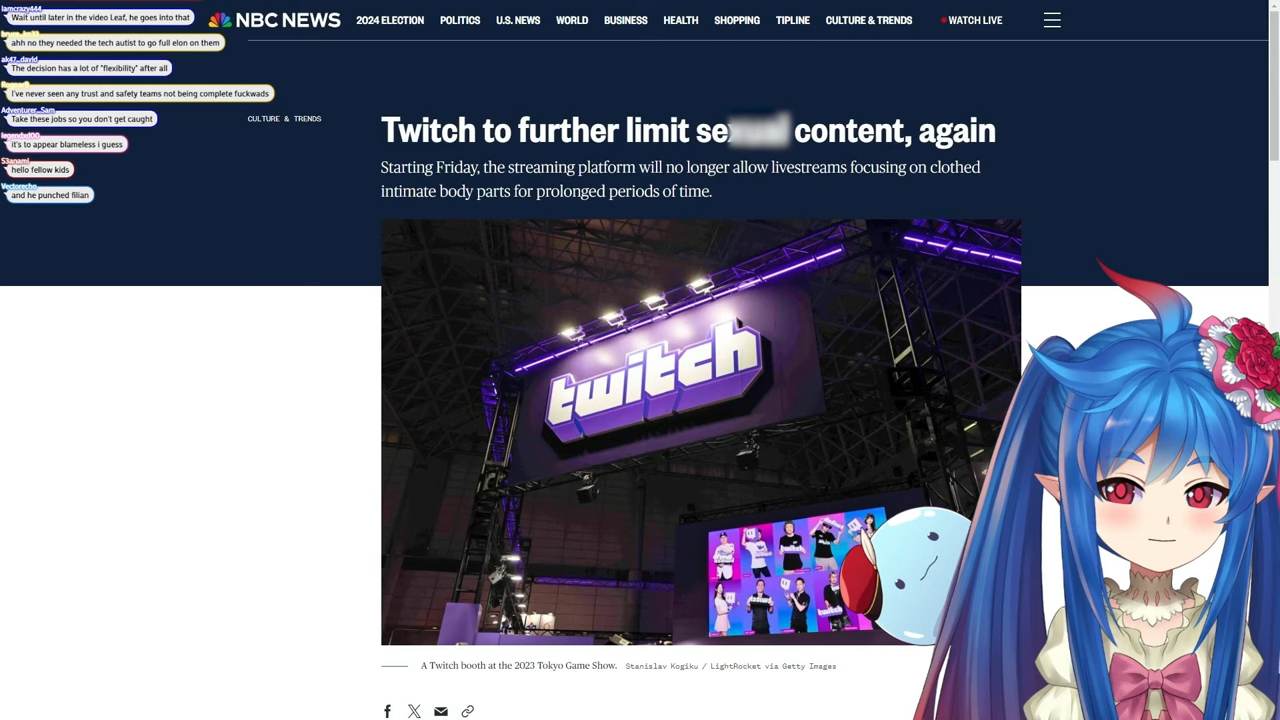 Iamcrazy444
Wait until later in the video Leaf, he goes into that
ahh no they needed the tech autist to go full elon on them
ak47_david
The decision has a lot of "flexibility" after all
I've never seen any trust and safety teams not being complete fuckwads
Adventurer_Sam
Take these jobs so you don't get caught
legendxd00
it's to appear blameless i guess
S3anami
hello fellow kids
Vectorecho
and he punched filian
NBC NEWS
2024 ELECTION
POLITICS
U.S. NEWS
WORLD
BUSINESS
HEALTH
SHOPPING
TIPLINE
CULTURE & TRENDS
WATCH LIVE
CULTURE & TRENDS
Twitch to further limit se content, again
Starting Friday, the streaming platform will no longer allow livestreams focusing on clothed
intimate body parts for prolonged periods of time.
twitch
A Twitch booth at the 2023 Tokyo Game Show. Stanislav Kogiku / LightRocket via Getty Images